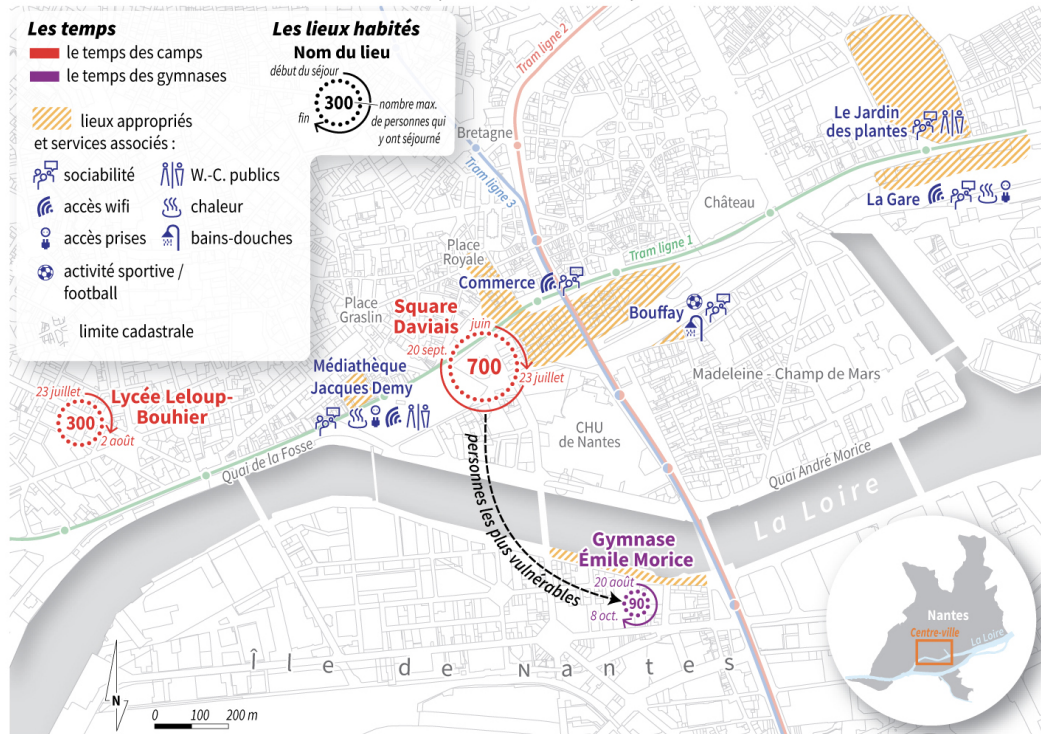 Les temps
le temps des camps
le temps des gymnases
lieux appropriés
et services associés :
sociabilité
W.-C. publics
accès wifi
chaleur
accès prises
bains-douches
activité sportive /
football
limite cadastrale
Les lieux habités
Nom du lieu
début du séjour
300
fin
nombre max.
de personnes qui
y ont séjourné
Tram ligne 2
Bretagne
Tram ligne 3
Le Jardin
des plantes
La Gare
Château
Tram ligne 1
Place
Royale
Commerce
Place
Graslin
Square
Daviais
juin
20 sept.
700
23 juillet
Bouffay
Médiathèque
Jacques Demy
Madeleine - Champ de Mars
23 juillet
Lycée Leloup-
Bouhier
300
2 août
CHU
de Nantes
Quai de la Fosse
Quai André Morice
La Loire
personnes les plus vulnérables
Gymnase
Émile Morice
20 août
90
8 oct.
Île de Nantes
Nantes
Centre-ville
La Loire
N
0 100 200 m